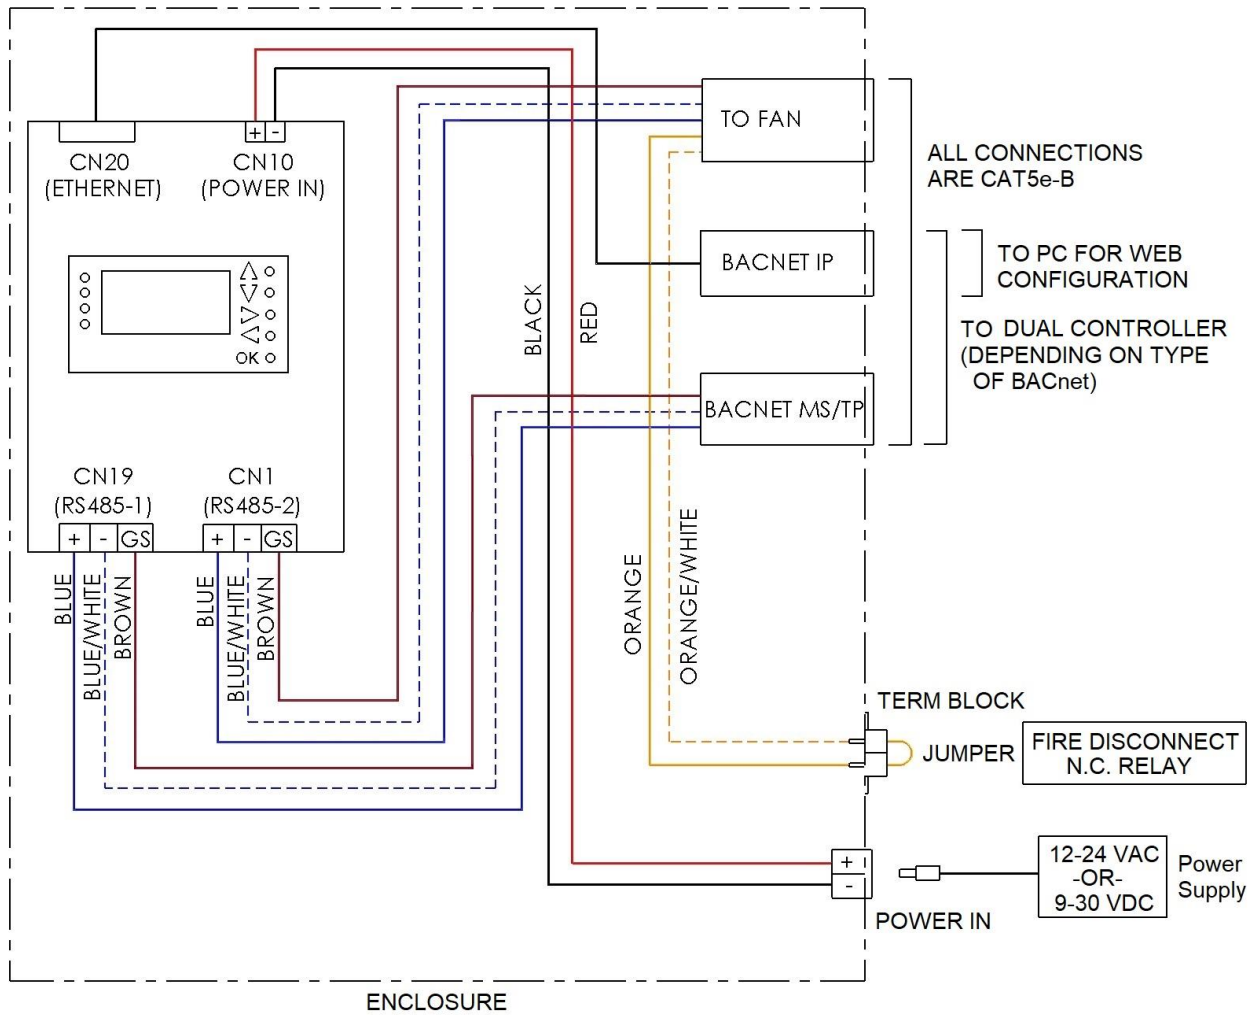 TO FAN
ALL CONNECTIONS
ARE CAT5e-B
+ -
CN20
(ETHERNET)
CN10
(POWER IN)
BACNET IP
TO PC FOR WEB
CONFIGURATION
OK
BLACK
RED
TO DUAL CONTROLLER
(DEPENDING ON TYPE
OF BACnet)
BACNET MS/TP
CN19
(RS485-1)
CN1
(RS485-2)
+ - GS
+ - GS
BLUE
BLUE/WHITE
BROWN
BLUE
BLUE/WHITE
BROWN
ORANGE
ORANGE/WHITE
TERM BLOCK
JUMPER
FIRE DISCONNECT
N.C. RELAY
+
-
POWER IN
12-24 VAC
-OR-
9-30 VDC
Power
Supply
ENCLOSURE